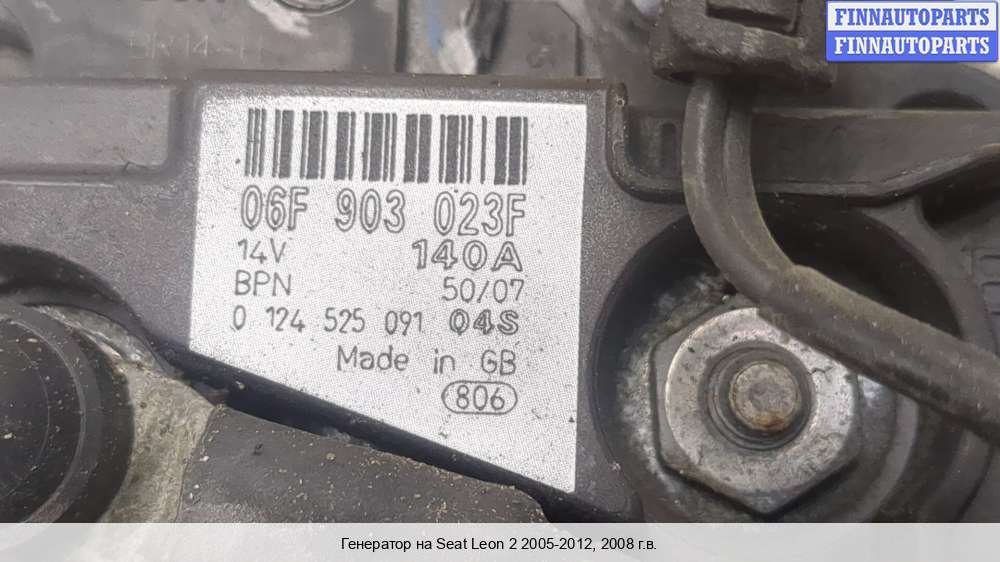 FINNAUTOPARTS
FINNAUTOPARTS
06F 903 023F
14V 140A
BPN 50/07
0 124 525 091 04S
Made in GB
806
Генератор на Seat Leon 2 2005-2012, 2008 г.в.